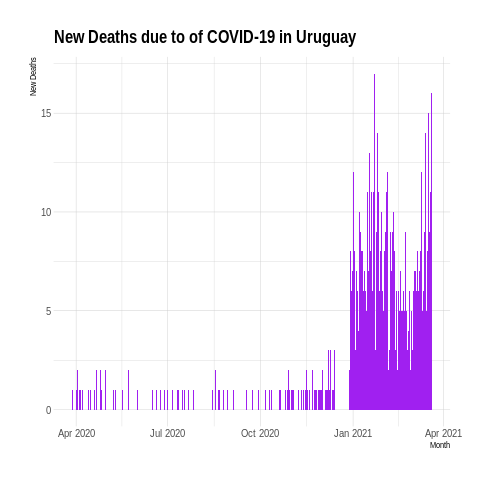 New Deaths due to of COVID-19 in Uruguay
New Deaths
15
10
5
0
Apr 2020
Jul 2020
Oct 2020
Jan 2021
Apr 2021
Month